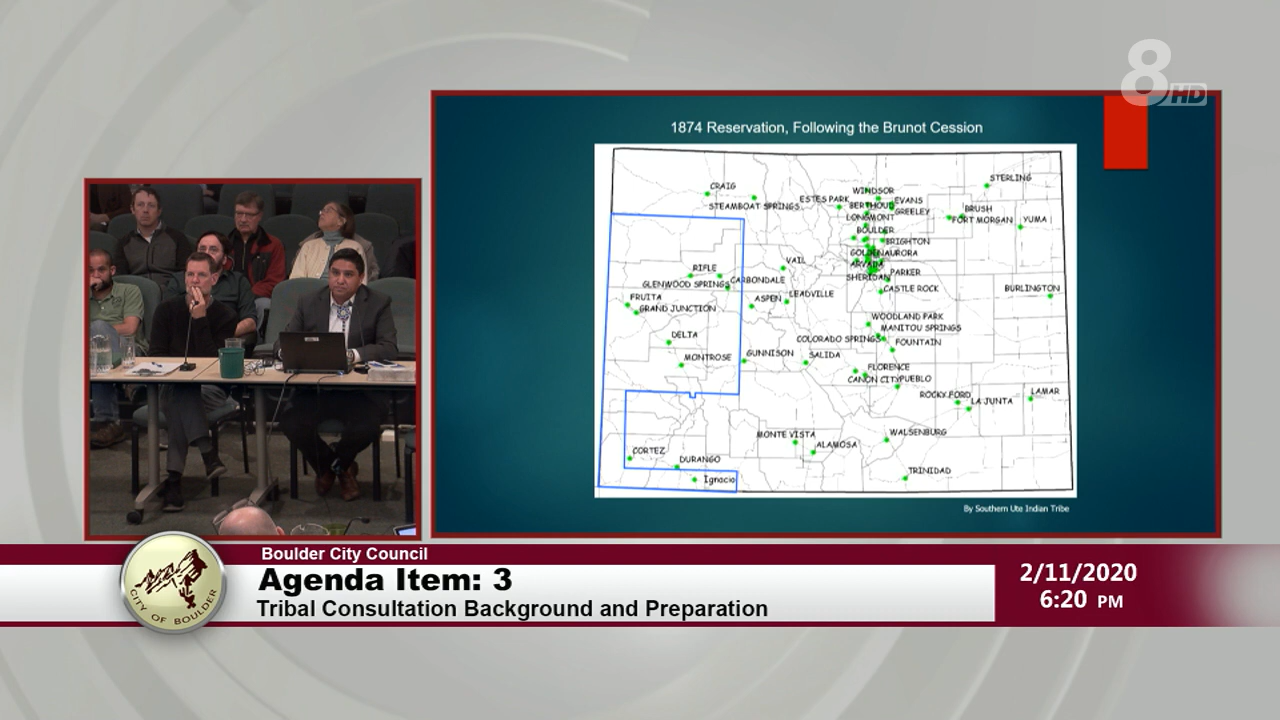 8
HD
1874 Reservation, Following the Brunot Cession
CRAIG
STEAMBOAT SPRINGS
ESTES PARK
WINDSOR
BERTHOUD
EVANS
GREELEY
LONGMONT
STERLING
BRUSH
FORT MORGAN
YUMA
BOULDER
BRIGHTON
GOLDEN
AURORA
ARVADA
SHERIDAN
PARKER
CASTLE ROCK
BURLINGTON
RIFLE
GLENWOOD SPRINGS
CARBONDALE
VAIL
ASPEN
LEADVILLE
FRUITA
GRAND JUNCTION
WOODLAND PARK
MANITOU SPRINGS
COLORADO SPRINGS
FOUNTAIN
DELTA
MONTROSE
GUNNISON
SALIDA
FLORENCE
CANON CITY
PUEBLO
ROCKY FORD
LA JUNTA
LAMAR
MONTE VISTA
ALAMOSA
WALSENBURG
CORTEZ
DURANGO
Ignacio
TRINIDAD
By Southern Ute Indian Tribe
Boulder City Council
Agenda Item: 3
Tribal Consultation Background and Preparation
2/11/2020
6:20 PM
CITY OF BOULDER